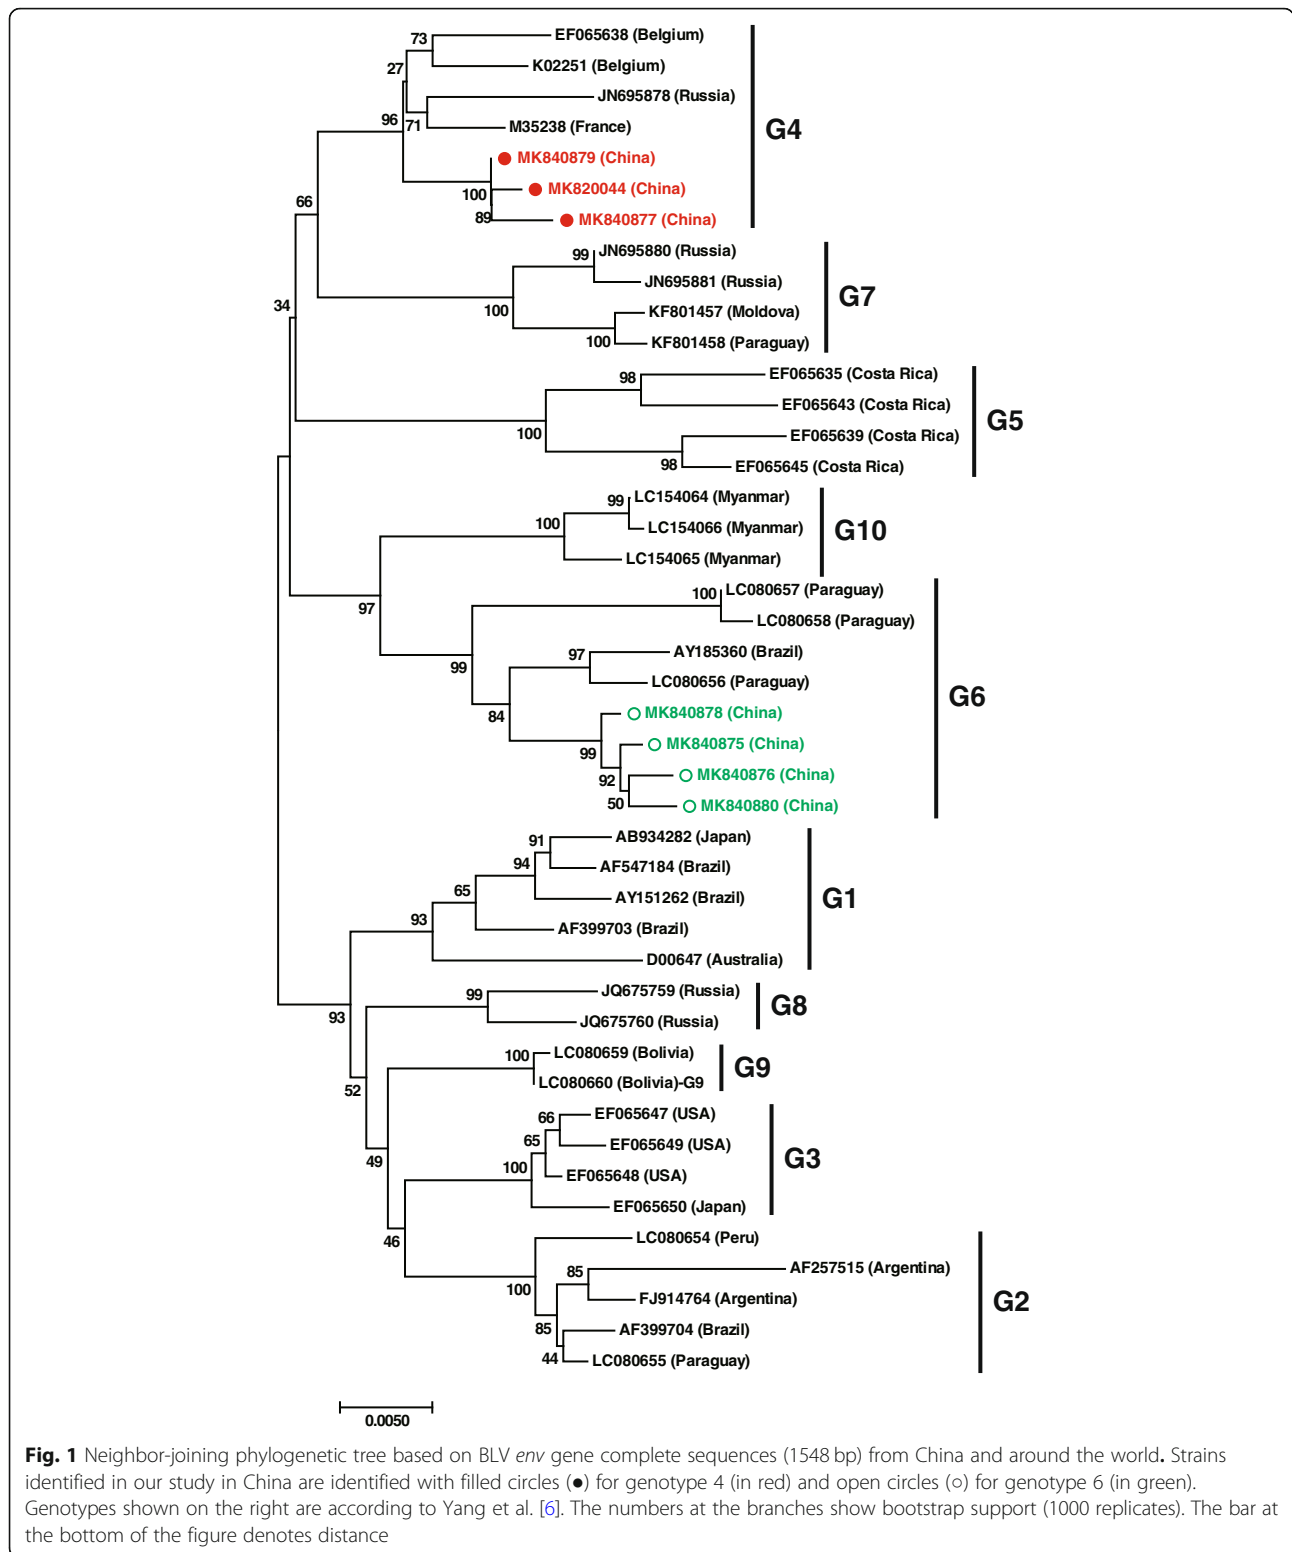 73
EF065638 (Belgium)
27
K02251 (Belgium)
JN695878 (Russia)
96
71
M35238 (France)
G4
MK840879 (China)
100
MK820044 (China)
89
MK840877 (China)
66
99
JN695880 (Russia)
JN695881 (Russia)
G7
34
100
KF801457 (Moldova)
100
KF801458 (Paraguay)
98
EF065635 (Costa Rica)
EF065643 (Costa Rica)
G5
100
EF065639 (Costa Rica)
98
EF065645 (Costa Rica)
99
LC154064 (Myanmar)
100
LC154066 (Myanmar)
G10
LC154065 (Myanmar)
97
100
LC080657 (Paraguay)
LC080658 (Paraguay)
99
97
AY185360 (Brazil)
LC080656 (Paraguay)
G6
84
MK840878 (China)
99
MK840875 (China)
92
MK840876 (China)
50
MK840880 (China)
91
AB934282 (Japan)
94
AF547184 (Brazil)
65
AY151262 (Brazil)
G1
93
AF399703 (Brazil)
D00647 (Australia)
99
JQ675759 (Russia)
G8
93
JQ675760 (Russia)
100
LC080659 (Bolivia)
G9
LC080660 (Bolivia)-G9
52
66
EF065647 (USA)
65
EF065649 (USA)
G3
49
100
EF065648 (USA)
EF065650 (Japan)
46
LC080654 (Peru)
85
AF257515 (Argentina)
100
FJ914764 (Argentina)
G2
85
AF399704 (Brazil)
44
LC080655 (Paraguay)
0.0050
Fig. 1 Neighbor-joining phylogenetic tree based on BLV env gene complete sequences (1548 bp) from China and around the world. Strains
identified in our study in China are identified with filled circles (●) for genotype 4 (in red) and open circles (○) for genotype 6 (in green).
Genotypes shown on the right are according to Yang et al. [6]. The numbers at the branches show bootstrap support (1000 replicates). The bar at
the bottom of the figure denotes distance